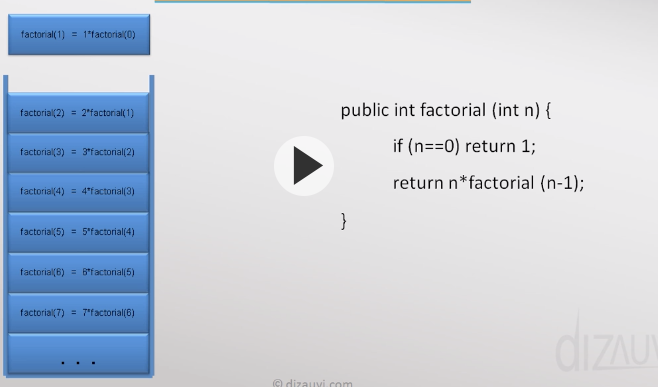 factorial(1) = 1*factorial(0)
factorial(2) = 2*factorial(1)
factorial(3) = 3*factorial(2)
factorial(4) = 4*factorial(3)
factorial(5) = 5*factorial(4)
factorial(6) = 6*factorial(5)
factorial(7) = 7*factorial(6)
. . .
public int factorial (int n) {
if (n==0) return 1;
return n*factorial (n-1);
}
dizauvi
© dizauvi.com